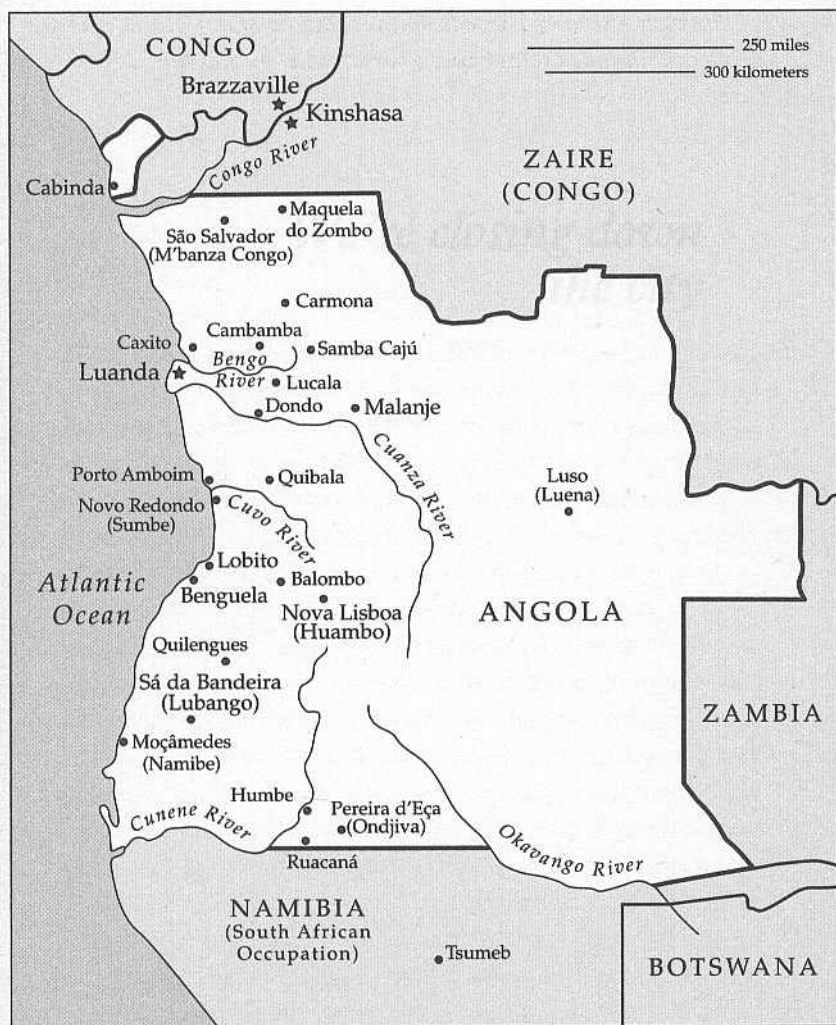 CONGO
250 miles
300 kilometers
Brazzaville
Kinshasa
Congo River
ZAIRE
(CONGO)
Cabinda
Maquela
do Zombo
São Salvador
(M'banza Congo)
Carmona
Caxito
Cambamba
Samba Cajú
Bengo
River
Luanda
Lucala
Dondo
Malanje
Cuanza River
Porto Amboim
Quibala
Luso
(Luena)
Novo Redondo
(Sumbe)
Cuvo River
Lobito
Balombo
Atlantic
Ocean
Benguela
Nova Lisboa
(Huambo)
ANGOLA
Quilengues
Sá da Bandeira
(Lubango)
ZAMBIA
Moçâmedes
(Namibe)
Humbe
Pereira d'Eça
(Ondjiva)
Cunene River
Ruacaná
Okavango River
NAMIBIA
(South African
Occupation)
Tsumeb
BOTSWANA